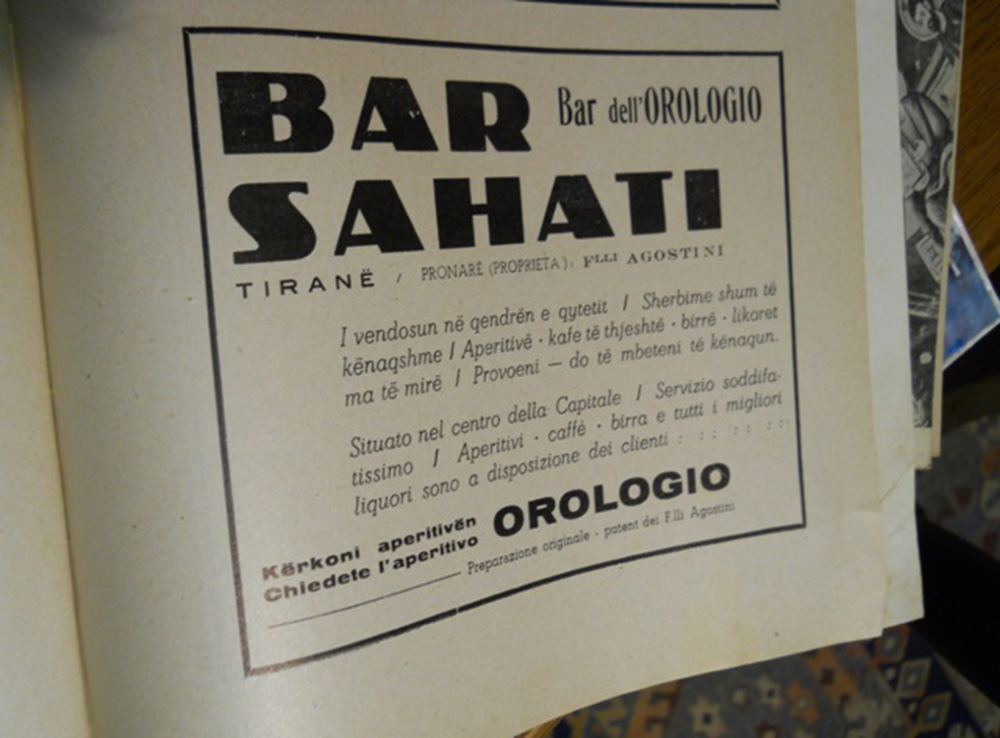 BAR Bar dell'OROLOGIO
SAHATI
TIRANË / PRONARË (PROPRIETA): FLLI AGOSTINI
I vendosun në qendrën e qytetit / Sherbime shum të
kënaqshme / Aperitivë · kafe të thjeshtë · birrë · likoret
ma të mirë / Provoeni — do të mbeteni të kënaqun.
Situato nel centro della Capitale / Servizio soddifa-
tissimo / Aperitivi · caffè · birra e tutti i migliori
liquori sono a disposizione dei clienti : : : : : : :
Kërkoni aperitivën OROLOGIO
Chiedete l'aperitivo
Preparazione originale - patent dei F.lli Agostini